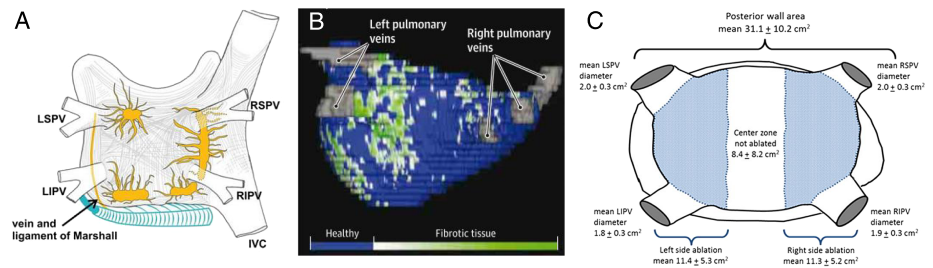 A
LSPV
RSPV
LIPV
RIPV
vein and
ligament of Marshall
IVC
B
Left pulmonary
veins
Right pulmonary
veins
Healthy
Fibrotic tissue
C
Posterior wall area
mean 31.1 ± 10.2 cm²
mean LSPV
diameter
2.0 ± 0.3 cm²
mean RSPV
diameter
2.0 ± 0.3 cm²
Center zone
not ablated
8.4 ± 8.2 cm²
mean LIPV
diameter
1.8 ± 0.3 cm²
mean RIPV
diameter
1.9 ± 0.3 cm²
Left side ablation
mean 11.4 ± 5.3 cm²
Right side ablation
mean 11.3 ± 5.2 cm²